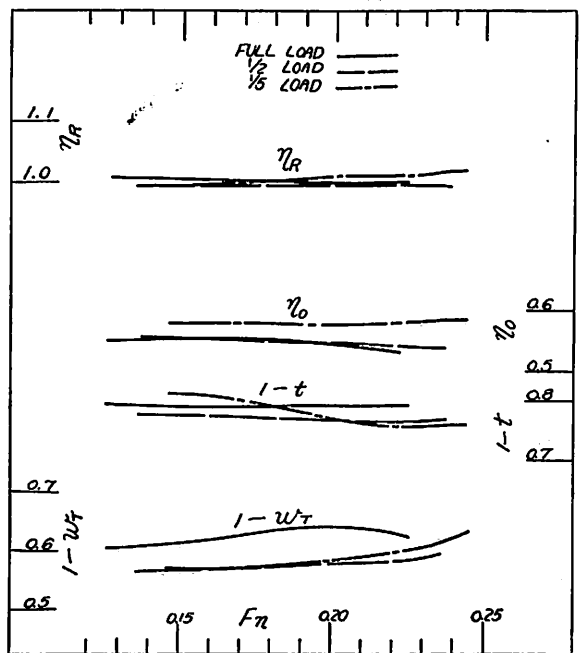 FULL LOAD
1/2 LOAD
1/5 LOAD
1.1
ηR
1.0
ηR
ηo
0.6
ηo
0.5
1-t
0.8
1-t
0.7
0.7
1-WT
1-WT
0.6
0.5
0.15
Fn
0.20
0.25